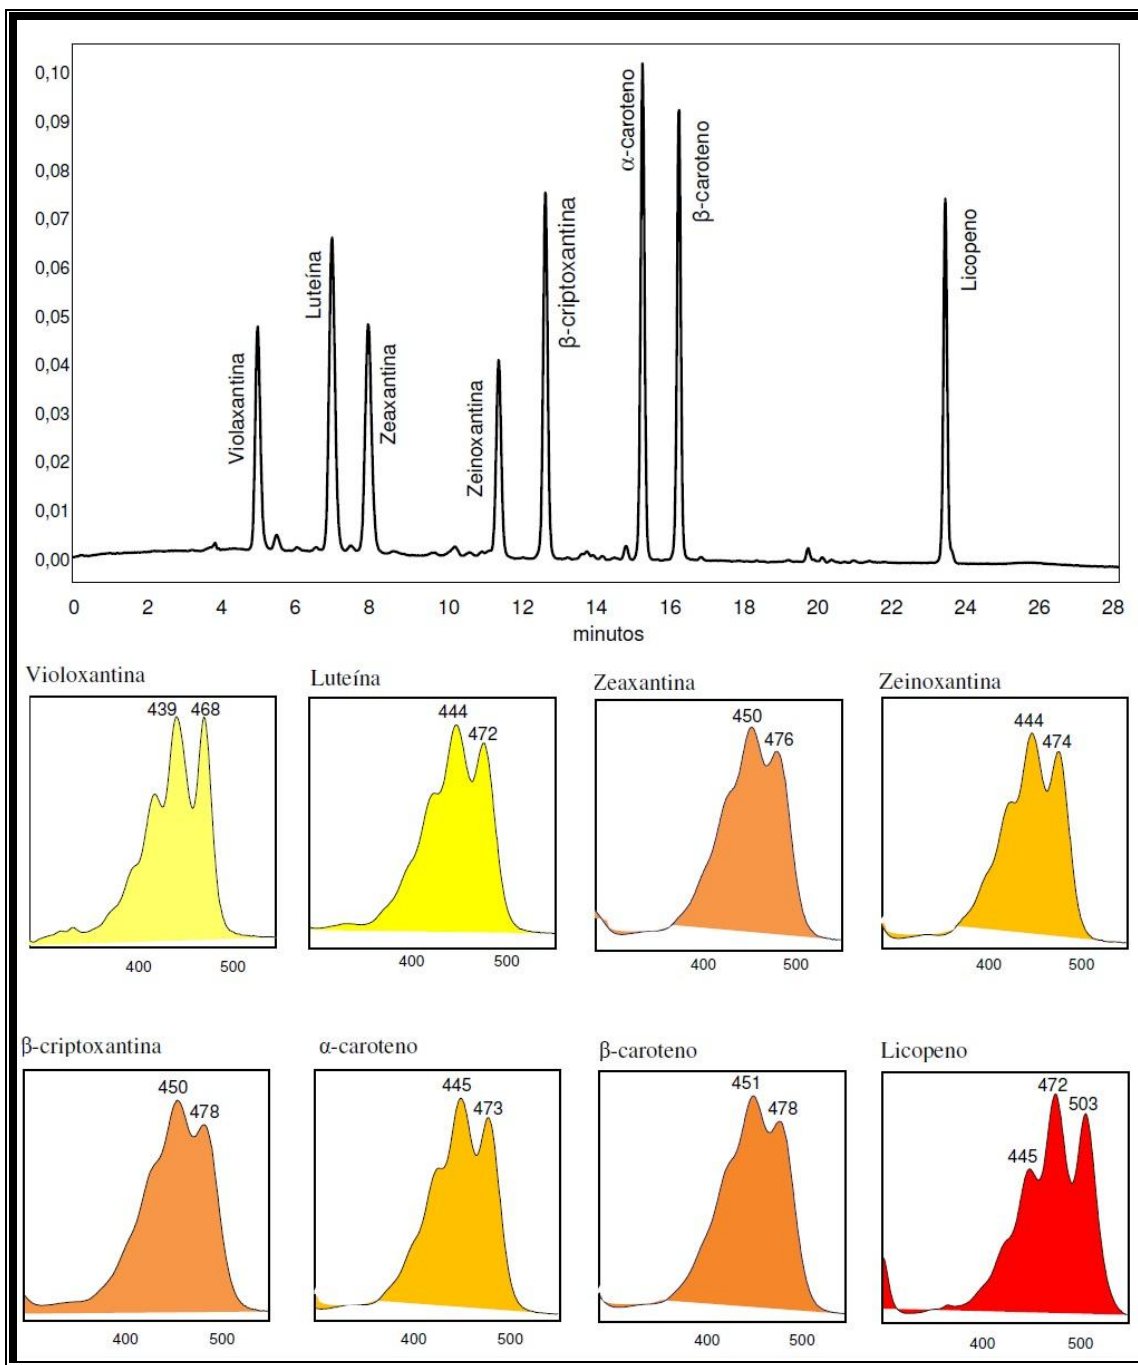 0,10
0,09
0,08
0,07
0,06
0,05
0,04
0,03
0,02
0,01
0,00
Violaxantina
Luteína
Zeaxantina
Zeinoxantina
β-criptoxantina
α-caroteno
β-caroteno
Licopeno
0 2 4 6 8 10 12 14 16 18 20 22 24 26 28
minutos
Violoxantina
439 468
400 500
Luteína
444
472
400 500
Zeaxantina
450
476
400 500
Zeinoxantina
444
474
400 500
β-criptoxantina
450
478
400 500
α-caroteno
445
473
400 500
β-caroteno
451
478
400 500
Licopeno
472
503
445
400 500